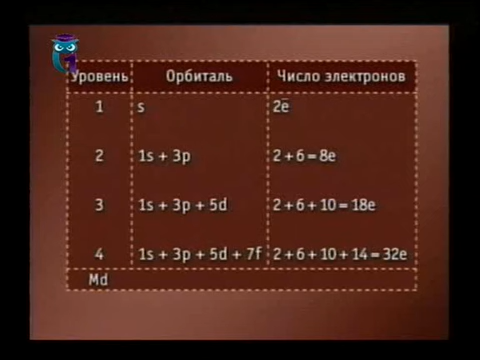 Уровень Орбиталь Число электронов
1 s 2ē
2 1s + 3p 2 + 6 = 8e
3 1s + 3p + 5d 2 + 6 + 10 = 18e
4 1s + 3p + 5d + 7f 2 + 6 + 10 + 14 = 32e
Md